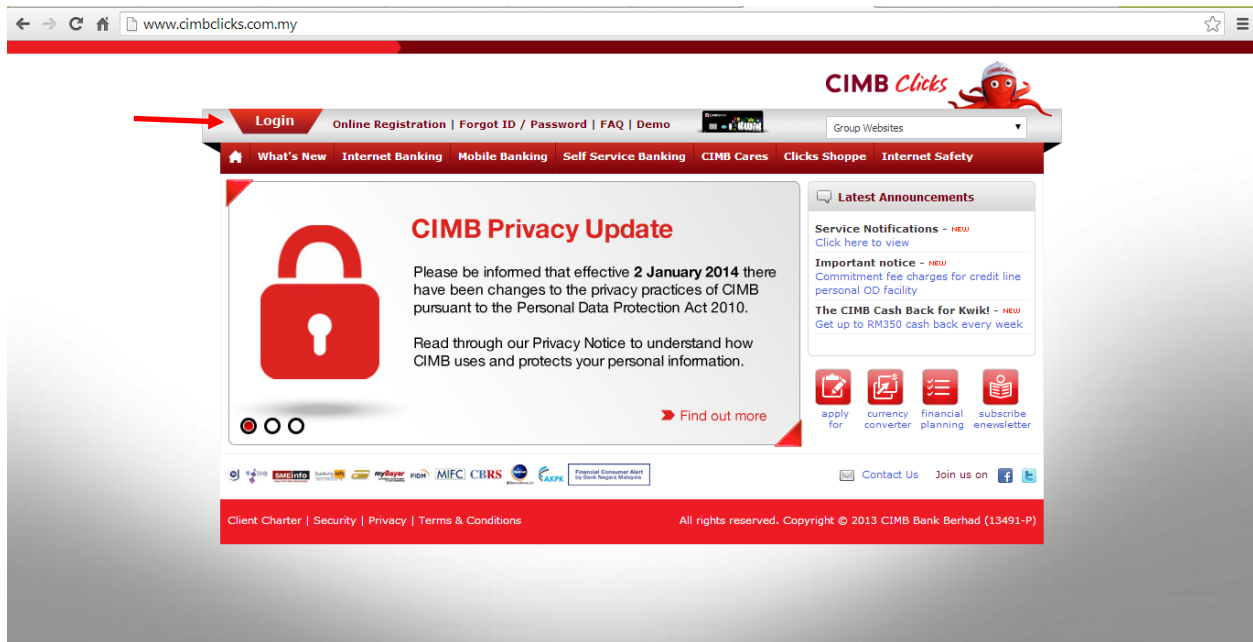 www.cimbclicks.com.my
CIMB Clicks
Login
Online Registration | Forgot ID / Password | FAQ | Demo
Group Websites
What's New Internet Banking Mobile Banking Self Service Banking CIMB Cares Clicks Shoppe Internet Safety
CIMB Privacy Update
Please be informed that effective 2 January 2014 there
have been changes to the privacy practices of CIMB
pursuant to the Personal Data Protection Act 2010.
Read through our Privacy Notice to understand how
CIMB uses and protects your personal information.
Find out more
Latest Announcements
Service Notifications - NEW
Click here to view
Important notice - NEW
Commitment fee charges for credit line
personal OD facility
The CIMB Cash Back for Kwik! - NEW
Get up to RM350 cash back every week
apply for
currency converter
financial planning
subscribe enewsletter
SMEinfo
myBayar PIDM MIFC CBRS
AKPK
Financial Consumer Alert
by Bank Negara Malaysia
Contact Us Join us on
Client Charter | Security | Privacy | Terms & Conditions
All rights reserved. Copyright © 2013 CIMB Bank Berhad (13491-P)